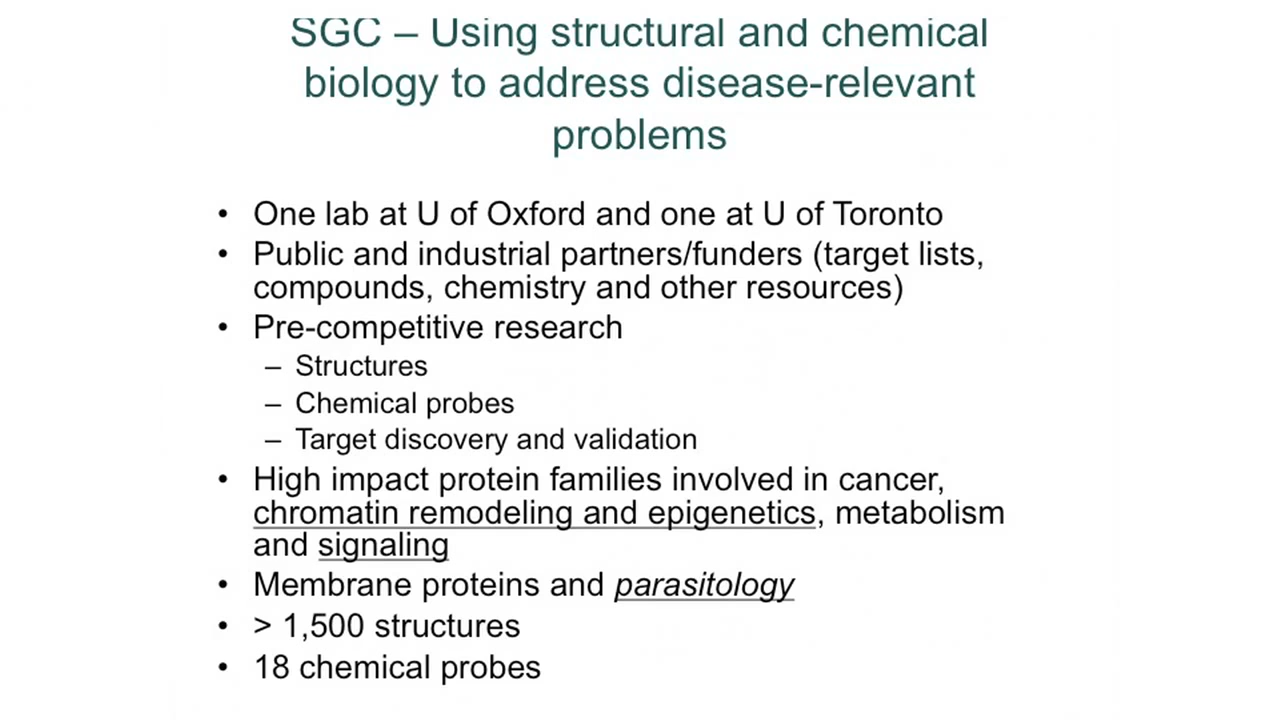 SGC – Using structural and chemical
biology to address disease-relevant
problems
• One lab at U of Oxford and one at U of Toronto
• Public and industrial partners/funders (target lists,
compounds, chemistry and other resources)
• Pre-competitive research
– Structures
– Chemical probes
– Target discovery and validation
• High impact protein families involved in cancer,
chromatin remodeling and epigenetics, metabolism
and signaling
• Membrane proteins and parasitology
• > 1,500 structures
• 18 chemical probes